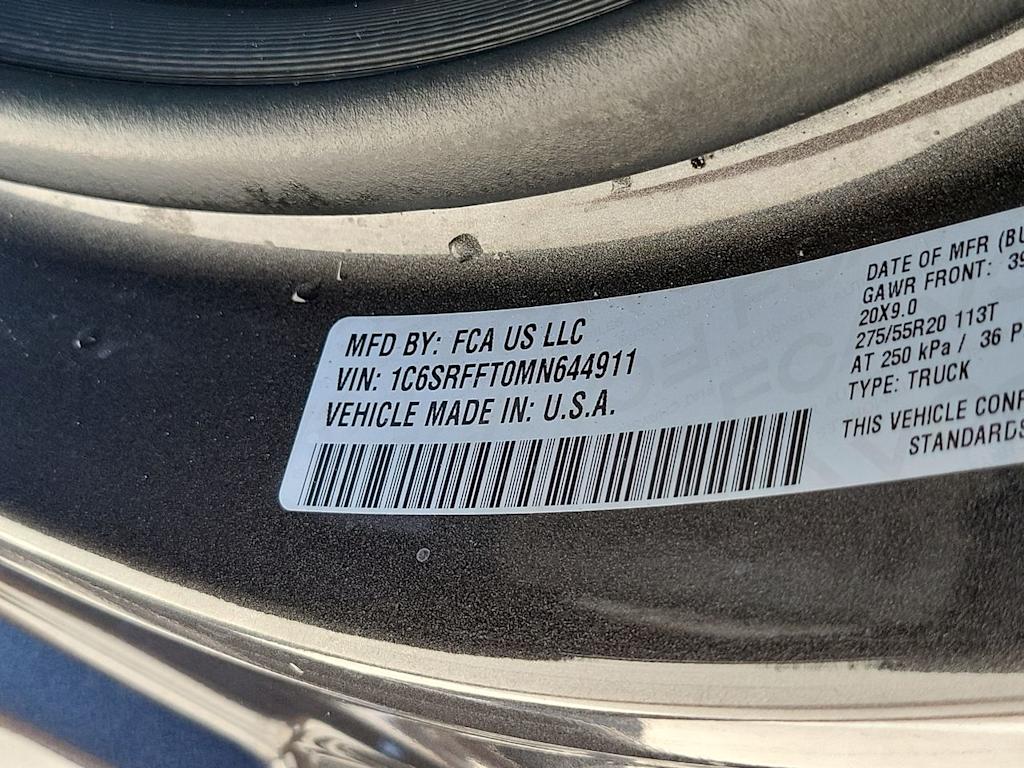 MFD BY: FCA US LLC
VIN: 1C6SRFFT0MN644911
VEHICLE MADE IN: U.S.A.
DATE OF MFR (BU
GAWR FRONT: 39
20X9.0
275/55R20 113T
AT 250 kPa / 36 P
TYPE: TRUCK
THIS VEHICLE CONF
STANDARDS